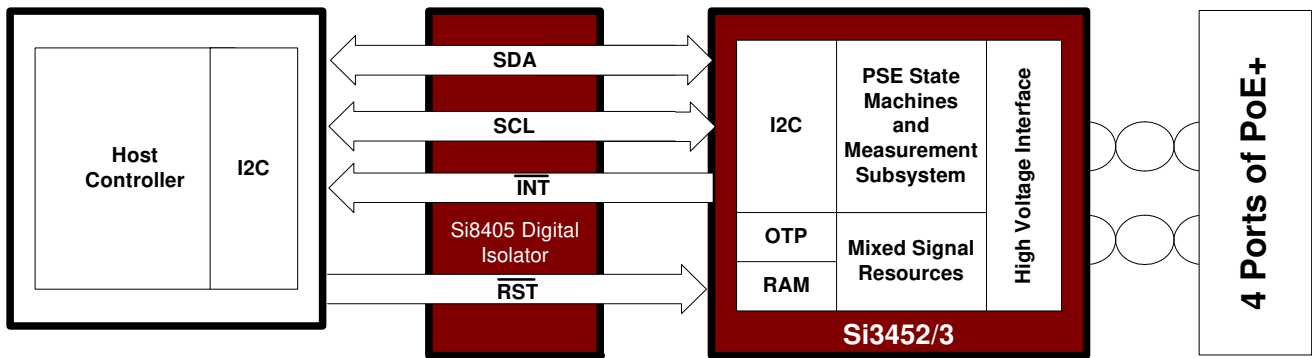 Host
Controller
I2C
SDA
SCL
INT
Si8405 Digital
Isolator
RST
I2C
PSE State
Machines
and
Measurement
Subsystem
OTP
RAM
Mixed Signal
Resources
High Voltage Interface
Si3452/3
4 Ports of PoE+